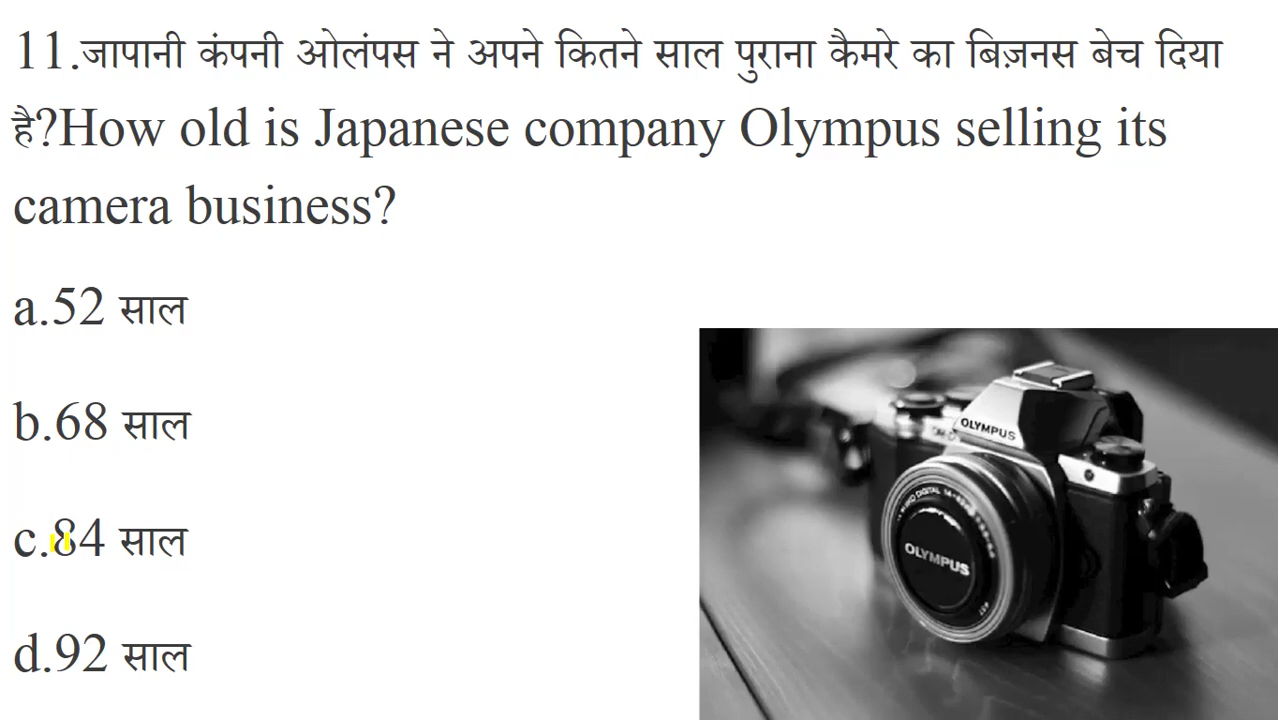 11.जापानी कंपनी ओलंपस ने अपने कितने साल पुराना कैमरे का बिज़नस बेच दिया
है?How old is Japanese company Olympus selling its
camera business?
a.52 साल
b.68 साल
c.84 साल
d.92 साल
OLYMPUS
OLYMPUS